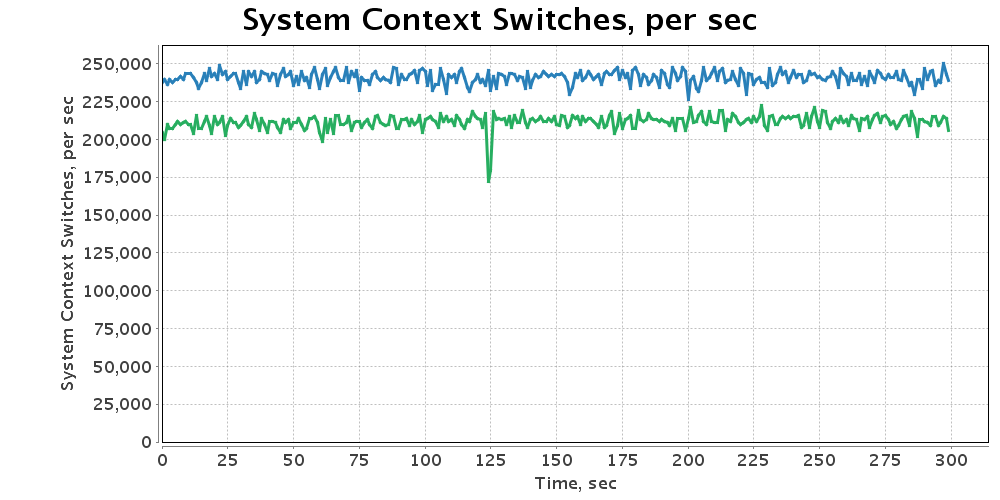 System Context Switches, per sec
System Context Switches, per sec
250,000
225,000
200,000
175,000
150,000
125,000
100,000
75,000
50,000
25,000
0
0 25 50 75 100 125 150 175 200 225 250 275 300
Time, sec